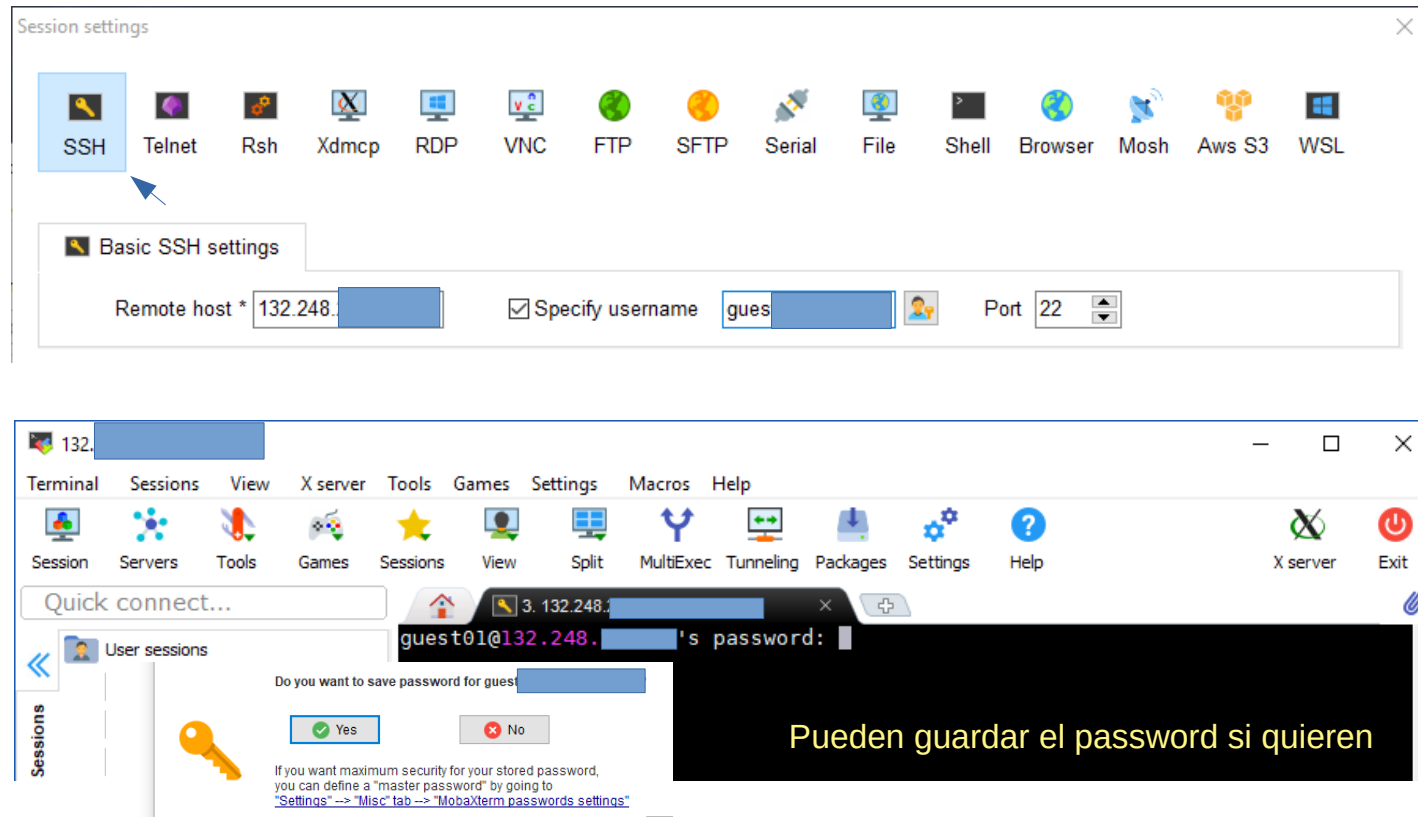 Session settings
SSH Telnet Rsh Xdmcp RDP VNC FTP SFTP Serial File Shell Browser Mosh Aws S3 WSL
Basic SSH settings
Remote host * 132.248. Specify username gues Port 22
132.
Terminal Sessions View X server Tools Games Settings Macros Help
Session Servers Tools Games Sessions View Split MultiExec Tunneling Packages Settings Help X server Exit
Quick connect...
3. 132.248.
guest01@132.248. 's password:
User sessions
Sessions
Do you want to save password for guest
Yes No
Pueden guardar el password si quieren
If you want maximum security for your stored password,
you can define a "master password" by going to
"Settings" --> "Misc" tab --> "MobaXterm passwords settings"